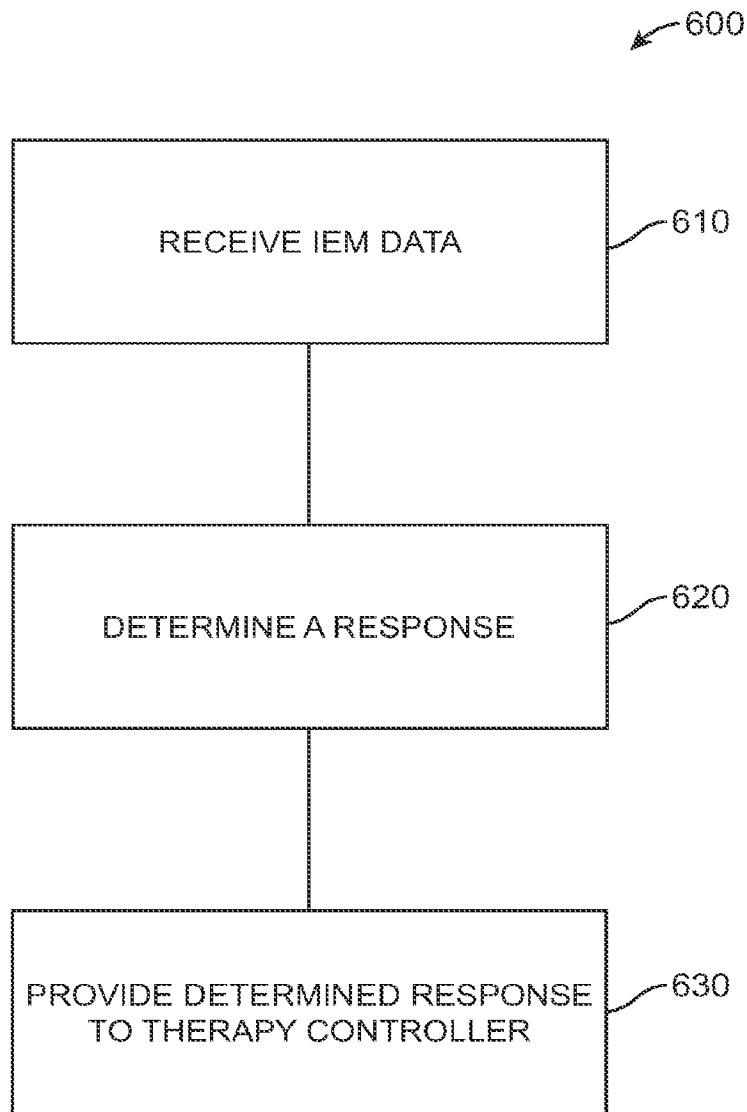 600
RECEIVE IEM DATA
610
DETERMINE A RESPONSE
620
PROVIDE DETERMINED RESPONSE
TO THERAPY CONTROLLER
630